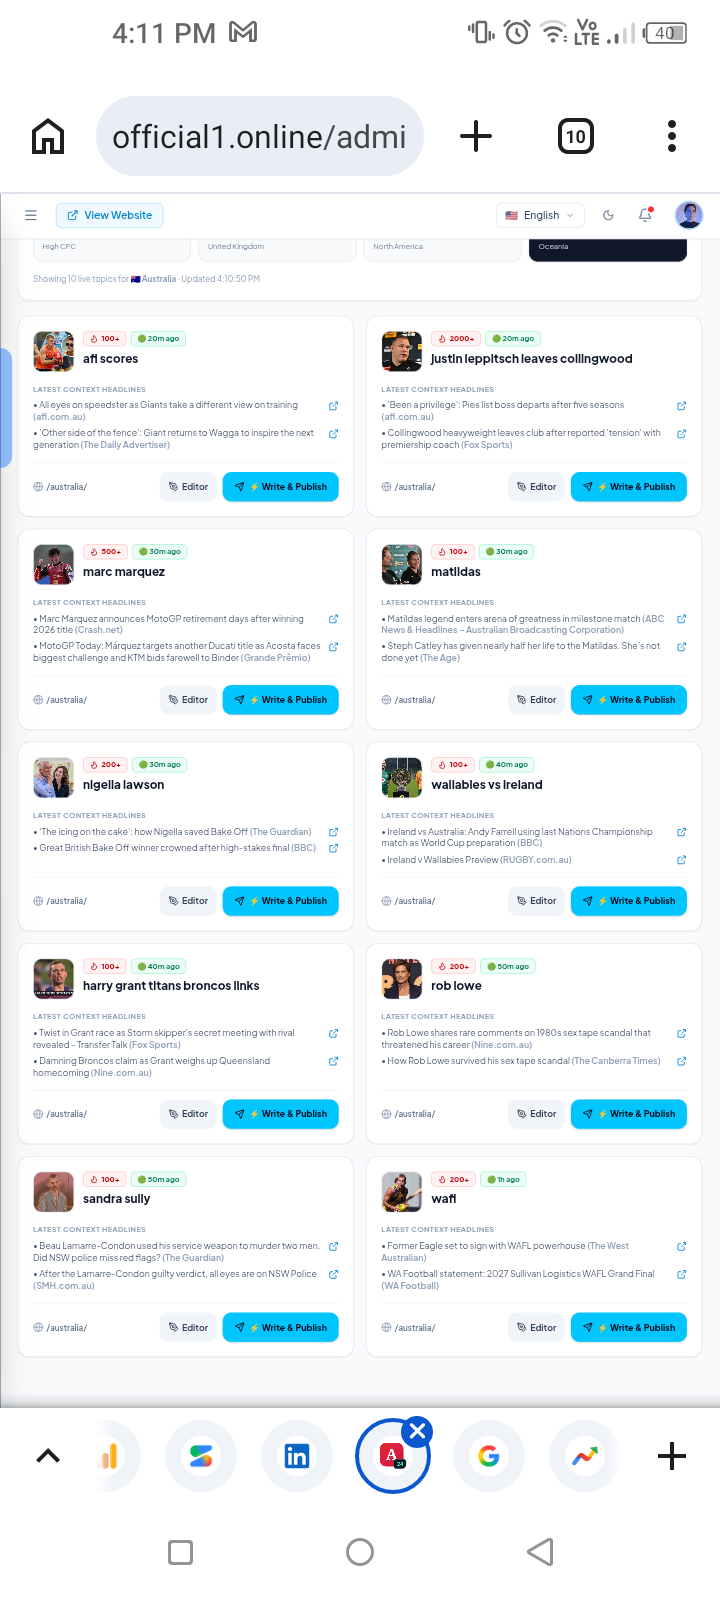 4:11 PM
Vo LTE
40
official1.online/admi
10
View Website
English
High CPC
United Kingdom
North America
Oceania
Showing 10 live topics for 🇦🇺 Australia · Updated 4:10:50 PM
100+
20m ago
afl scores
LATEST CONTEXT HEADLINES
• All eyes on speedster as Giants take a different view on training
(afl.com.au)
• 'Other side of the fence': Giant returns to Wagga to inspire the next
generation (The Daily Advertiser)
/australia/
Editor
⚡ Write & Publish
2000+
20m ago
justin leppitsch leaves collingwood
LATEST CONTEXT HEADLINES
• 'Been a privilege': Pies list boss departs after five seasons
(afl.com.au)
• Collingwood heavyweight leaves club after reported 'tension' with
premiership coach (Fox Sports)
/australia/
Editor
⚡ Write & Publish
500+
30m ago
marc marquez
LATEST CONTEXT HEADLINES
• Marc Marquez announces MotoGP retirement days after winning
2026 title (Crash.net)
• MotoGP Today: Márquez targets another Ducati title as Acosta faces
biggest challenge and KTM bids farewell to Binder (Grande Prêmio)
/australia/
Editor
⚡ Write & Publish
100+
30m ago
matildas
LATEST CONTEXT HEADLINES
• Matildas legend enters arena of greatness in milestone match (ABC
News & Headlines – Australian Broadcasting Corporation)
• Steph Catley has given nearly half her life to the Matildas. She's not
done yet (The Age)
/australia/
Editor
⚡ Write & Publish
200+
30m ago
nigella lawson
LATEST CONTEXT HEADLINES
• 'The icing on the cake': how Nigella saved Bake Off (The Guardian)
• Great British Bake Off winner crowned after high-stakes final (BBC)
/australia/
Editor
⚡ Write & Publish
100+
40m ago
wallabies vs ireland
LATEST CONTEXT HEADLINES
• Ireland vs Australia: Andy Farrell using last Nations Championship
match as World Cup preparation (BBC)
• Ireland v Wallabies Preview (RUGBY.com.au)
/australia/
Editor
⚡ Write & Publish
100+
40m ago
harry grant titans broncos links
LATEST CONTEXT HEADLINES
• Twist in Grant race as Storm skipper's secret meeting with rival
revealed - Transfer Talk (Fox Sports)
• Damning Broncos claim as Grant weighs up Queensland
homecoming (Nine.com.au)
/australia/
Editor
⚡ Write & Publish
200+
50m ago
rob lowe
LATEST CONTEXT HEADLINES
• Rob Lowe shares rare comments on 1980s sex tape scandal that
threatened his career (Nine.com.au)
• How Rob Lowe survived his sex tape scandal (The Canberra Times)
/australia/
Editor
⚡ Write & Publish
100+
50m ago
sandra sully
LATEST CONTEXT HEADLINES
• Beau Lamarre-Condon used his service weapon to murder two men.
Did NSW police miss red flags? (The Guardian)
• After the Lamarre-Condon guilty verdict, all eyes are on NSW Police
(SMH.com.au)
/australia/
Editor
⚡ Write & Publish
200+
1h ago
wafl
LATEST CONTEXT HEADLINES
• Former Eagle set to sign with WAFL powerhouse (The West
Australian)
• WA Football statement: 2027 Sullivan Logistics WAFL Grand Final
(WA Football)
/australia/
Editor
⚡ Write & Publish
in
A
24
G